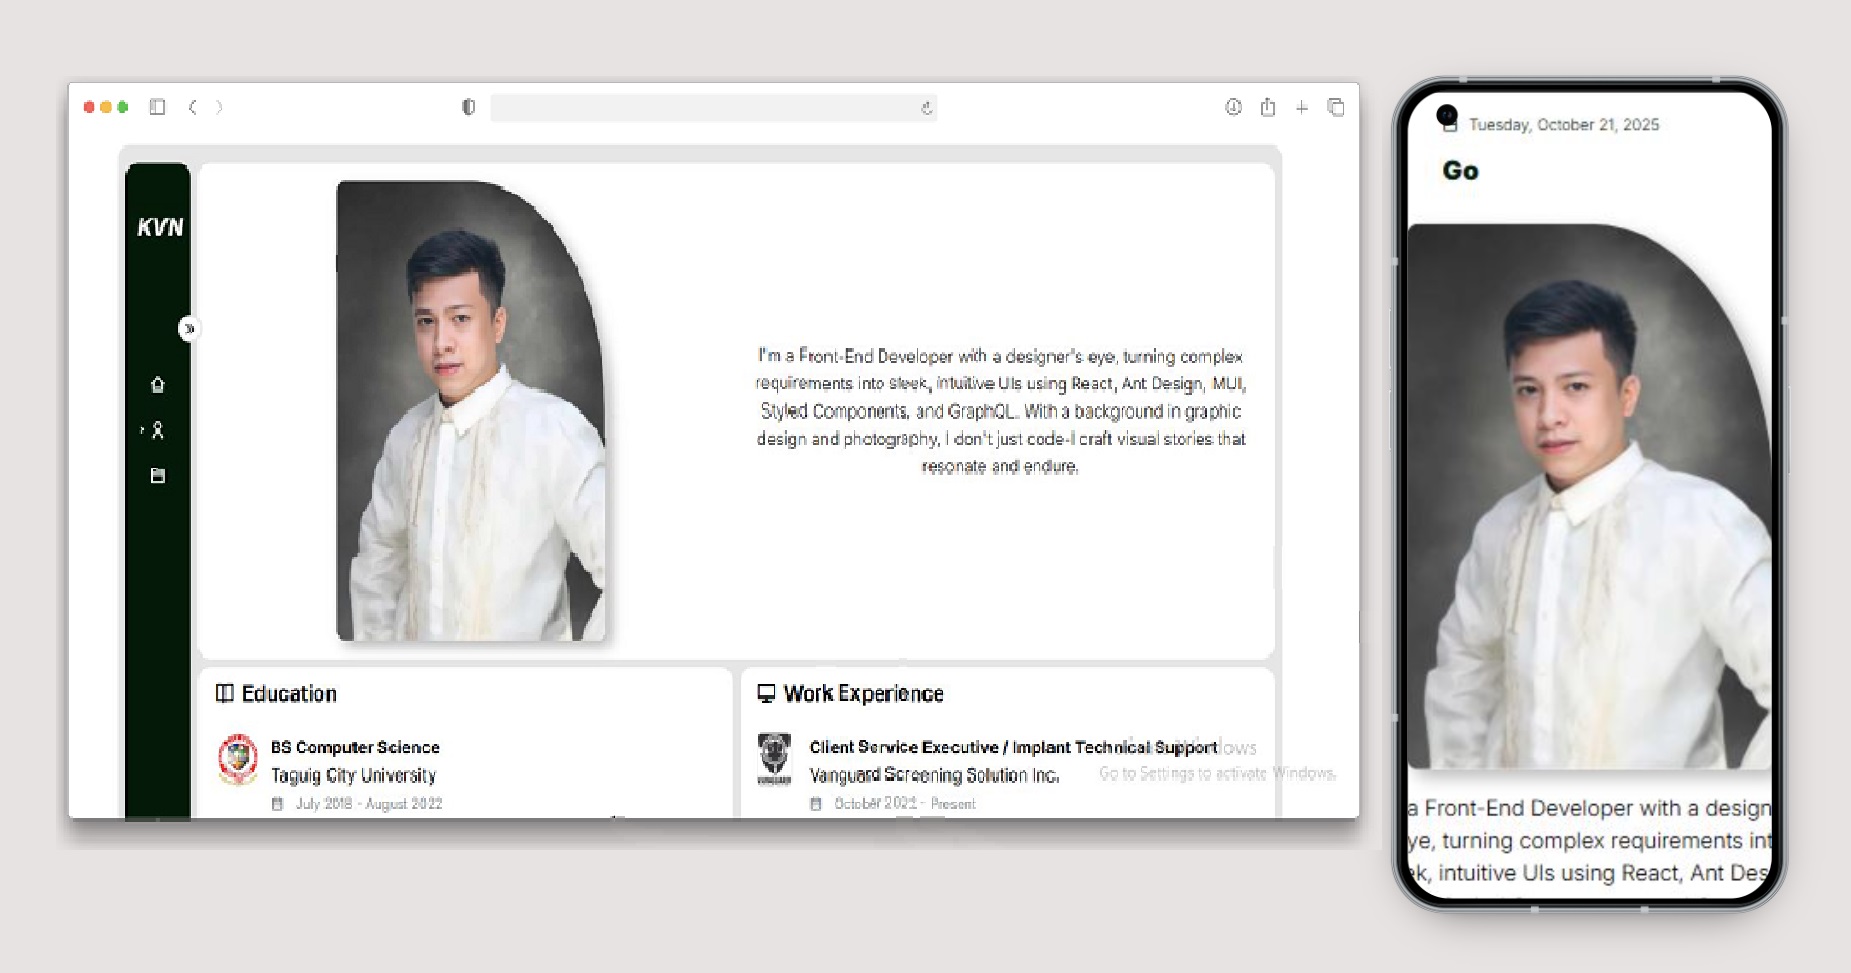 KVN
I'm a Front-End Developer with a designer's eye, turning complex
requirements into sleek, intuitive UIs using React, Ant Design, MUI,
Styled Components, and GraphQL. With a background in graphic
design and photography, I don't just code-I craft visual stories that
resonate and endure.
Education
BS Computer Science
Taguig City University
July 2018 - August 2022
Work Experience
Client Service Executive / Implant Technical Support
Vanguard Screening Solution Inc.
October 2022 - Present
VANGUARD
Windows
Go to Settings to activate Windows.
Tuesday, October 21, 2025
Go
a Front-End Developer with a design
ye, turning complex requirements int
ek, intuitive UIs using React, Ant Des